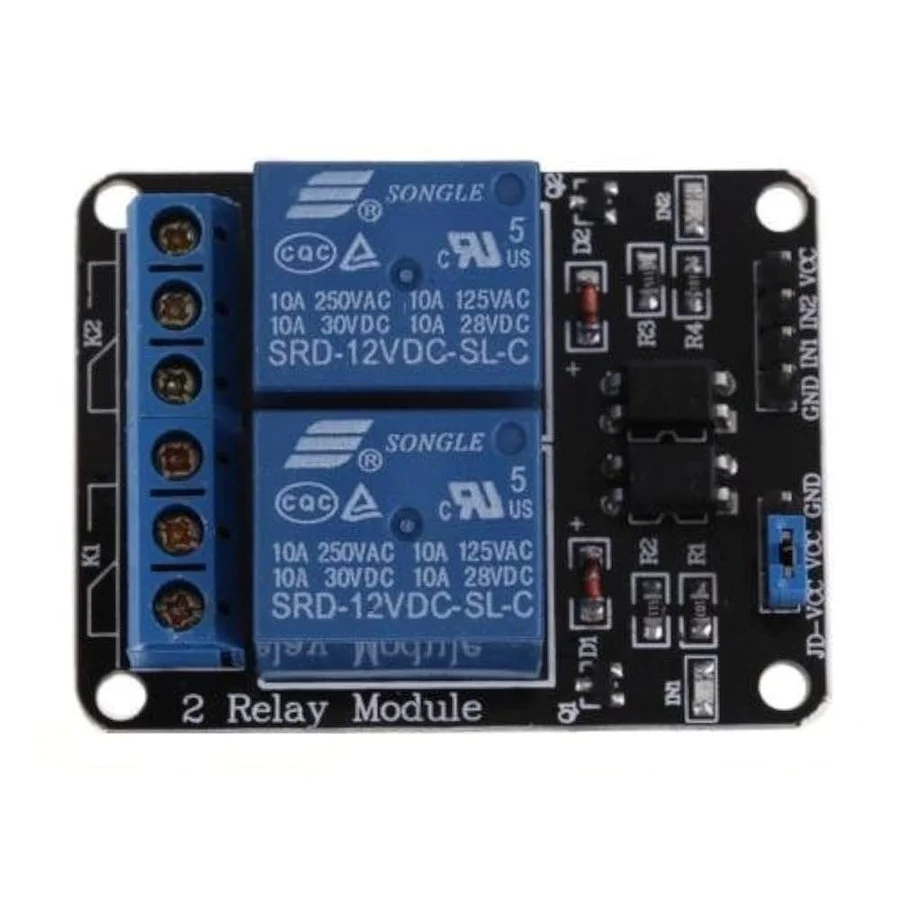 SONGLE
®
CQC
c RU US 5
10A 250VAC 10A 125VAC
10A 30VDC 10A 28VDC
SRD-12VDC-SL-C
SONGLE
®
CQC
c RU US 5
10A 250VAC 10A 125VAC
10A 30VDC 10A 28VDC
SRD-12VDC-SL-C
2 Relay Module
K2
K1
Q2
D2
+
R3
R4
IN2
GND IN1 IN2 VCC
JD-VCC VCC GND
+
R2
R1
D1
Q1
IN1